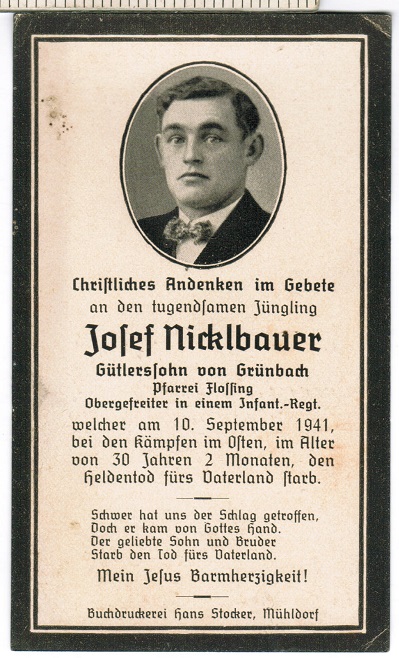 Christliches Andenken im Gebete
an den tugendsamen Jüngling
Josef Nicklbauer
Gütlerssohn von Grünbach
Pfarrei Flossing
Obergefreiter in einem Infant.-Regt.
welcher am 10. September 1941,
bei den Kämpfen im Osten, im Alter
von 30 Jahren 2 Monaten, den
Heldentod fürs Vaterland starb.
Schwer hat uns der Schlag getroffen,
Doch er kam von Gottes Hand.
Der geliebte Sohn und Bruder
Starb den Tod fürs Vaterland.
Mein Jesus Barmherzigkeit!
Buchdruckerei Hans Stocker, Mühldorf